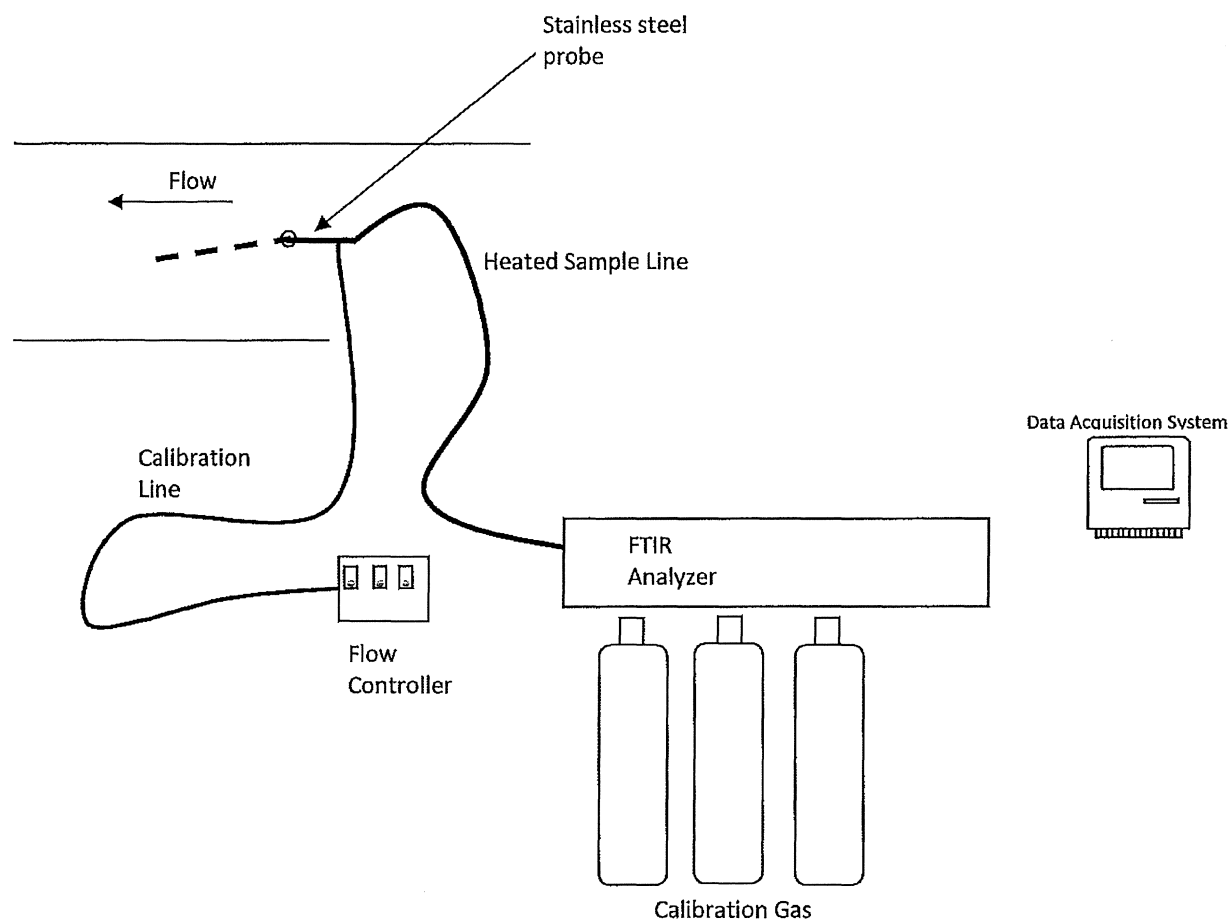 Stainless steel
probe
Flow
Heated Sample Line
Data Acquisition System
Calibration
Line
FTIR
Analyzer
Flow
Controller
Calibration Gas